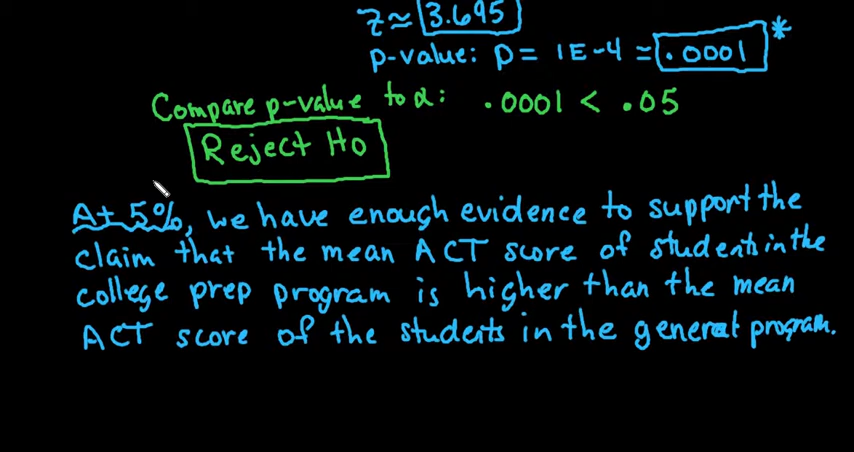 z ≈ 3.695
p-value: p = 1E-4 = .0001 *
Compare p-value to α: .0001 < .05
Reject Ho
At 5%, we have enough evidence to support the
claim that the mean ACT score of students in the
college prep program is higher than the mean
ACT score of the students in the general program.